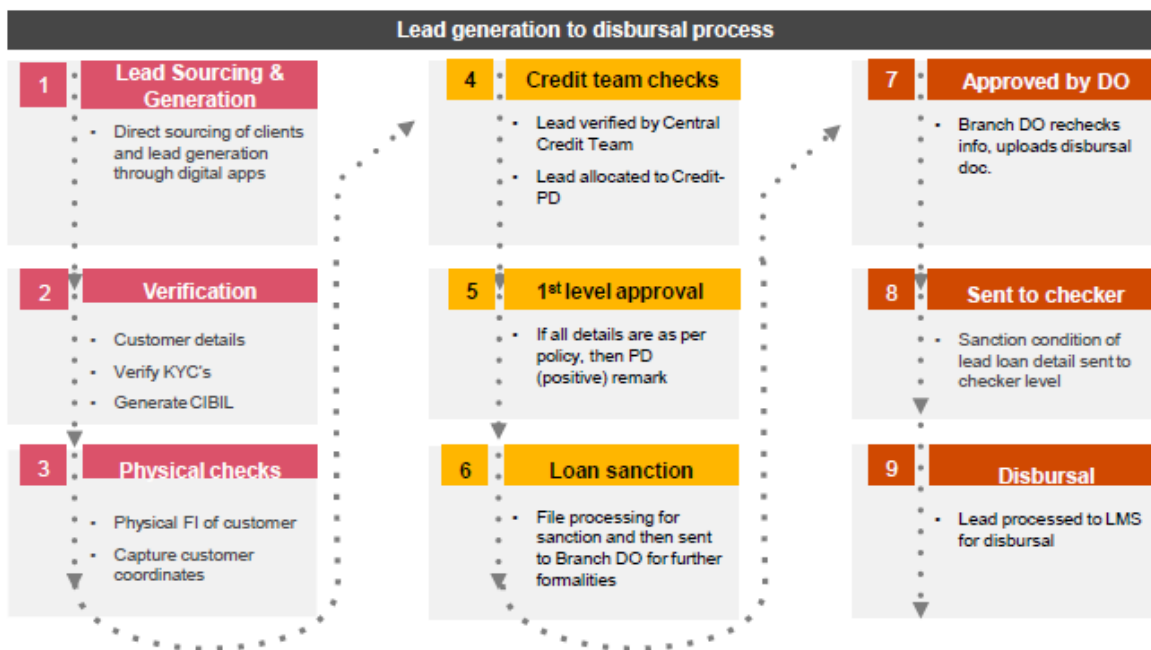 Lead generation to disbursal process
1
Lead Sourcing &
Generation
• Direct sourcing of clients
and lead generation
through digital apps
2
Verification
• Customer details
• Verify KYC's
• Generate CIBIL
3
Physical checks
• Physical FI of customer
• Capture customer
coordinates
4
Credit team checks
• Lead verified by Central
Credit Team
• Lead allocated to Credit-
PD
5
1st level approval
• If all details are as per
policy, then PD
(positive) remark
6
Loan sanction
• File processing for
sanction and then sent
to Branch DO for further
formalities
7
Approved by DO
• Branch DO rechecks
info, uploads disbursal
doc.
8
Sent to checker
• Sanction condition of
lead loan detail sent to
checker level
9
Disbursal
• Lead processed to LMS
for disbursal